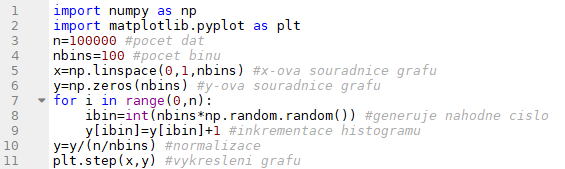 1 import numpy as np
2 import matplotlib.pyplot as plt
3 n=100000 #pocet dat
4 nbins=100 #pocet binu
5 x=np.linspace(0,1,nbins) #x-ova souradnice grafu
6 y=np.zeros(nbins) #y-ova souradnice grafu
7 for i in range(0,n):
8     ibin=int(nbins*np.random.random()) #generuje nahodne cislo
9     y[ibin]=y[ibin]+1 #inkrementace histogramu
10 y=y/(n/nbins) #normalizace
11 plt.step(x,y) #vykresleni grafu